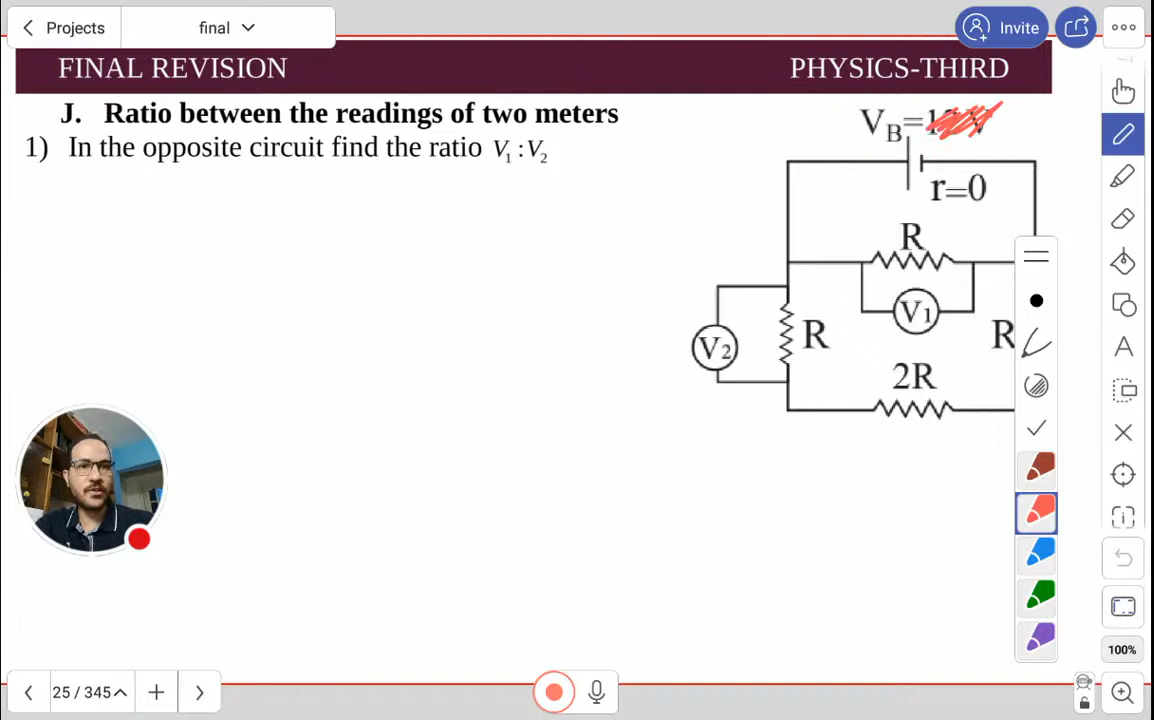 Projects
final
Invite
FINAL REVISION PHYSICS-THIRD
J. Ratio between the readings of two meters
1) In the opposite circuit find the ratio V₁ : V₂
V_B=
r=0
R
V1
V2
R
R
2R
A
25 / 345
100%